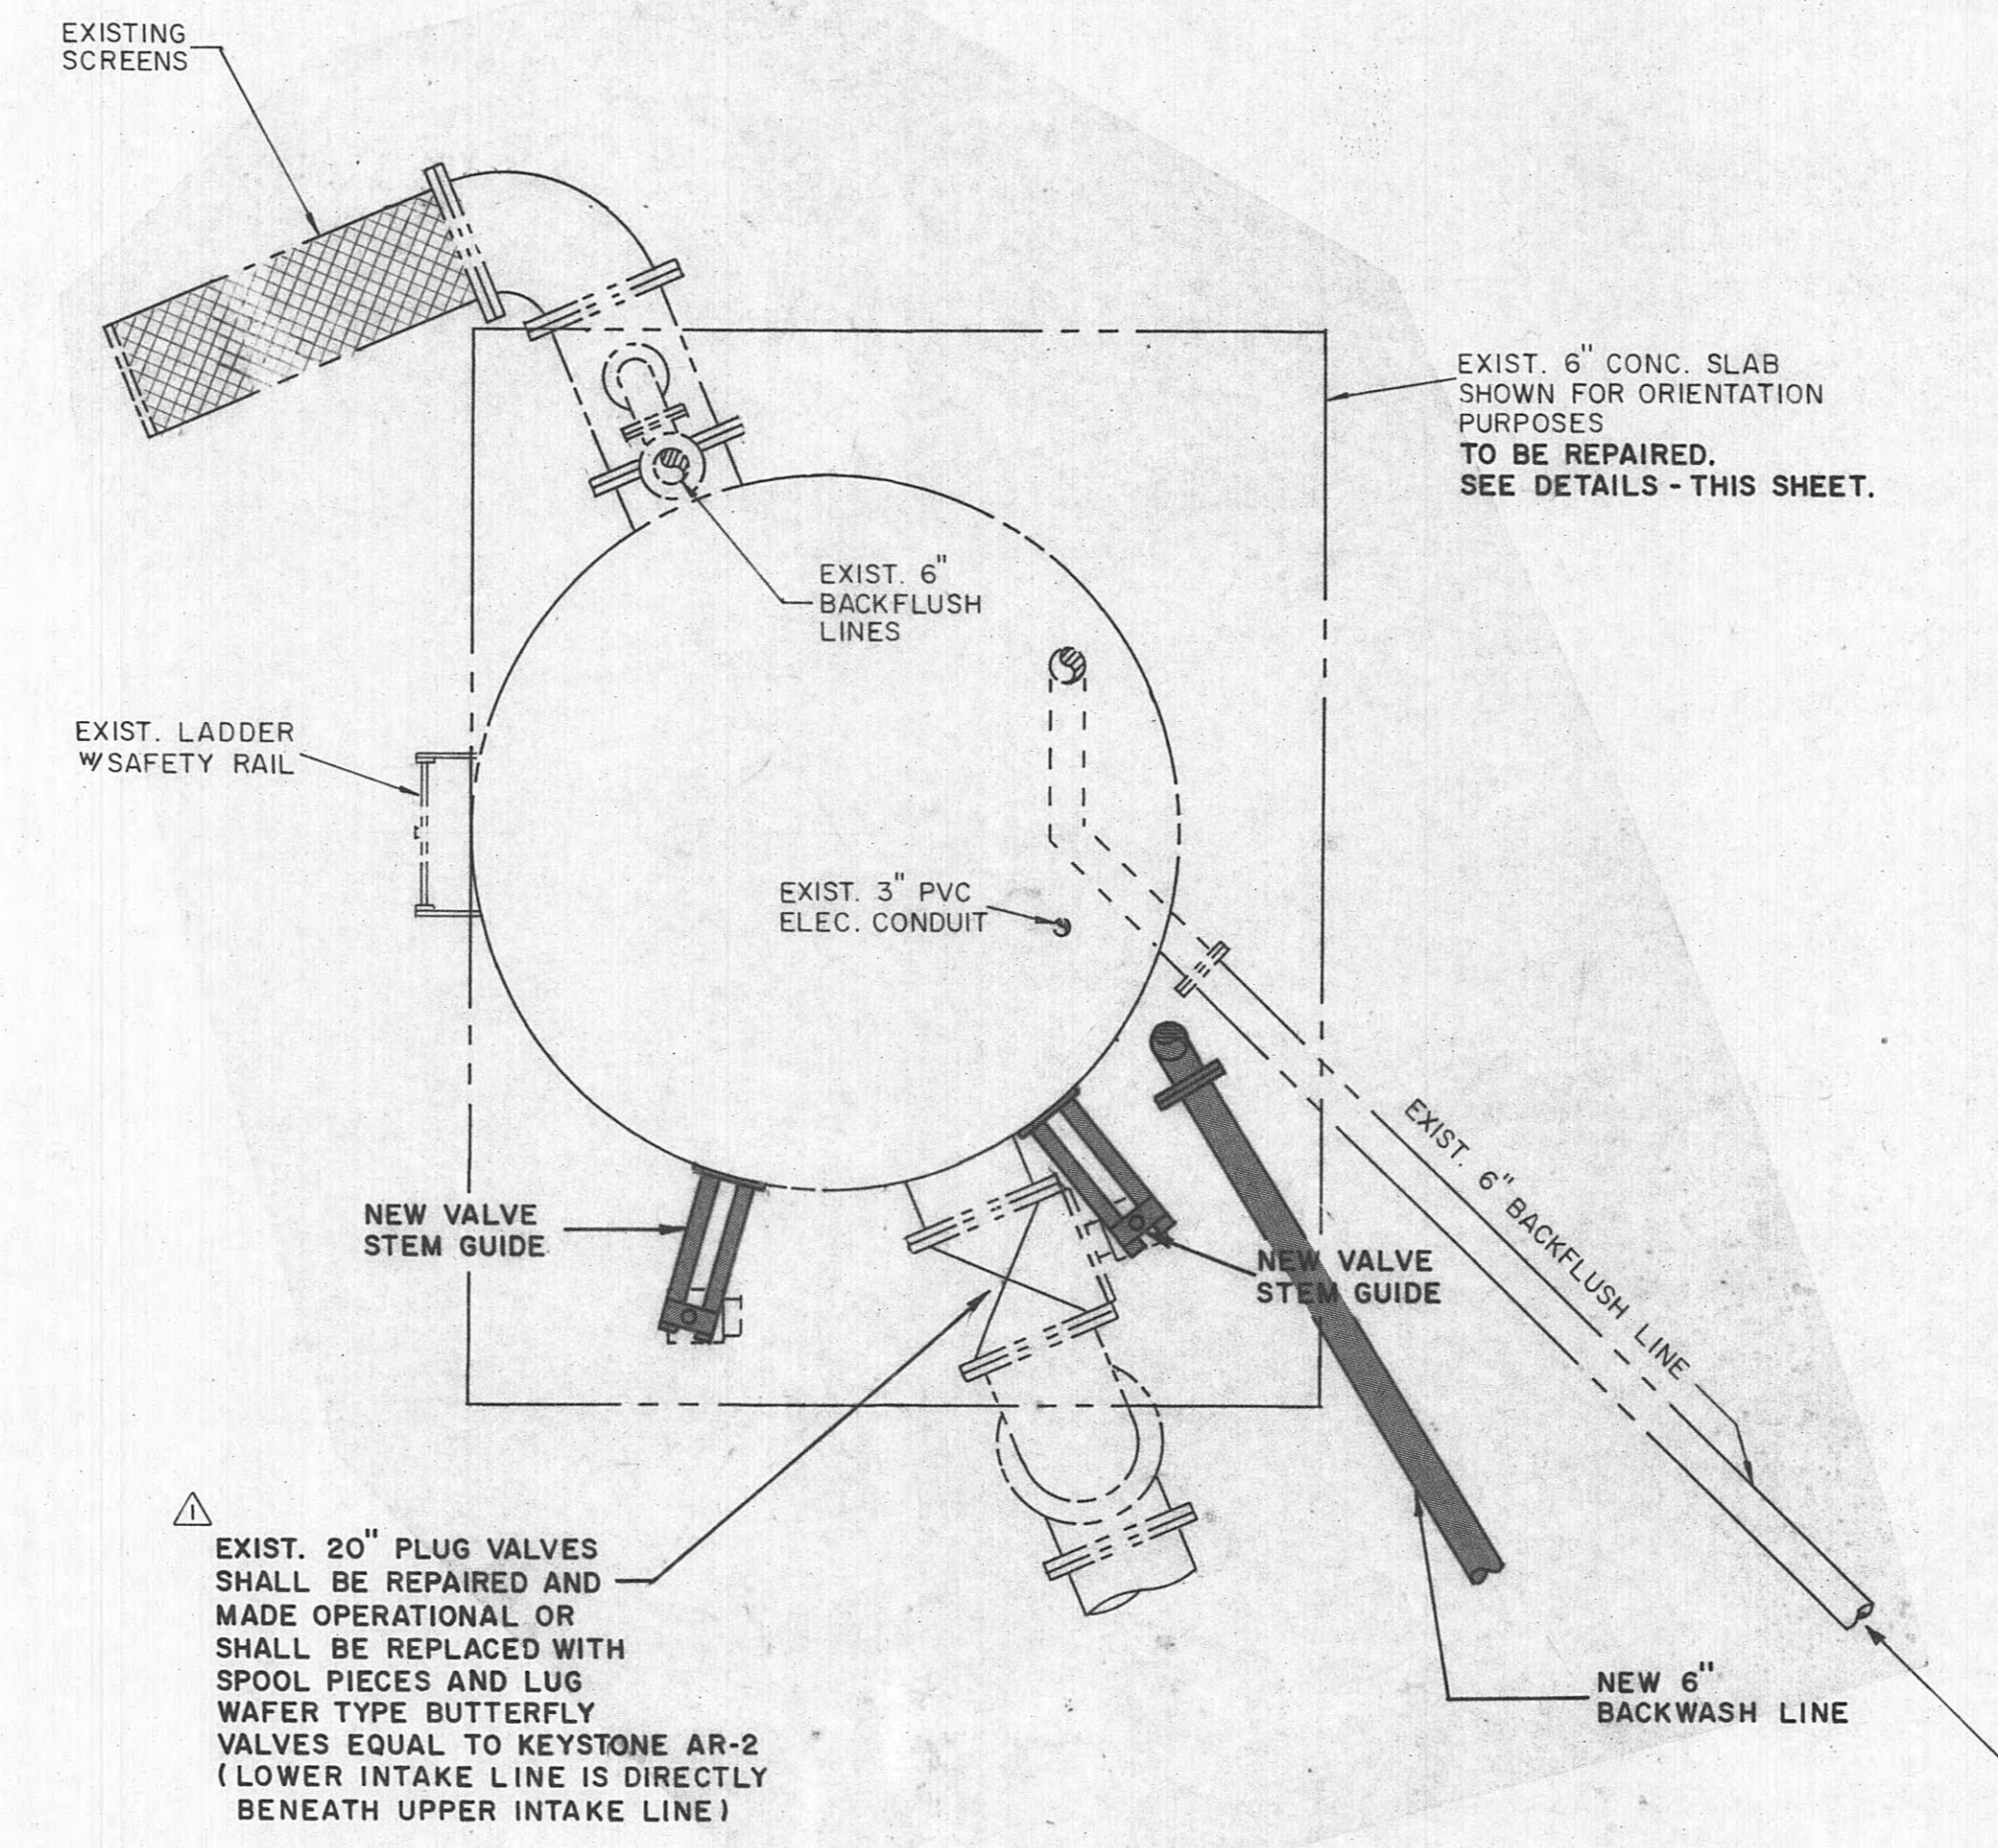 EXISTING
SCREENS
EXIST. 6" CONC. SLAB
SHOWN FOR ORIENTATION
PURPOSES
TO BE REPAIRED.
SEE DETAILS - THIS SHEET.
EXIST. 6"
BACKFLUSH
LINES
EXIST. LADDER
W/SAFETY RAIL
EXIST. 3" PVC
ELEC. CONDUIT
EXIST. 6" BACKFLUSH LINE
NEW VALVE
STEM GUIDE
NEW VALVE
STEM GUIDE
1
EXIST. 20" PLUG VALVES
SHALL BE REPAIRED AND
MADE OPERATIONAL OR
SHALL BE REPLACED WITH
SPOOL PIECES AND LUG
WAFER TYPE BUTTERFLY
VALVES EQUAL TO KEYSTONE AR-2
(LOWER INTAKE LINE IS DIRECTLY
BENEATH UPPER INTAKE LINE)
NEW 6"
BACKWASH LINE